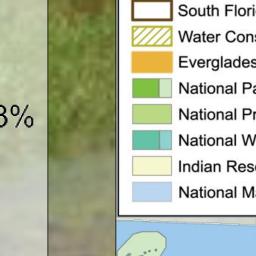 South Flori
Water Cons
Everglades
National Pa
3%
National Pr
National W
Indian Rese
National Ma